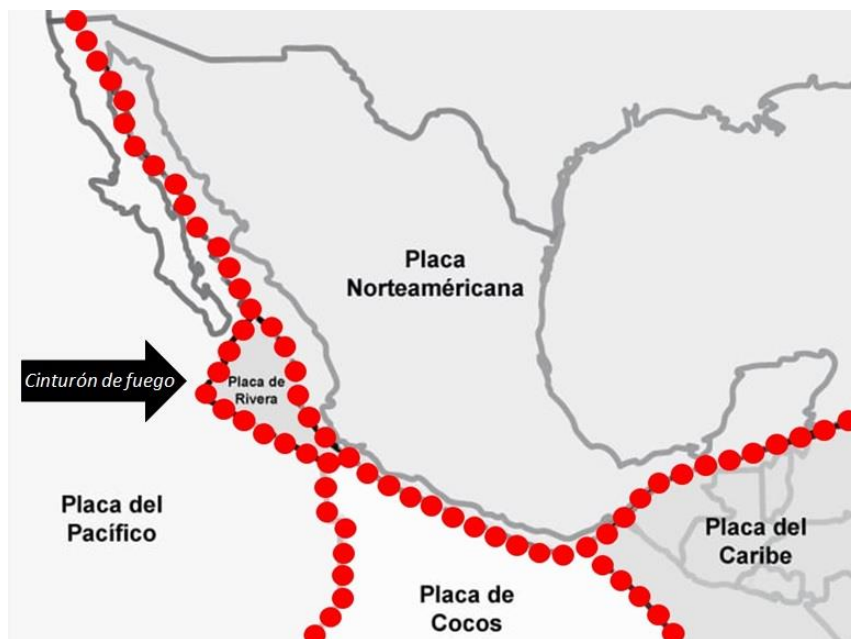 Placa
Norteaméricana
Cinturón de fuego
Placa de
Rivera
Placa del
Pacífico
Placa del
Caribe
Placa de
Cocos